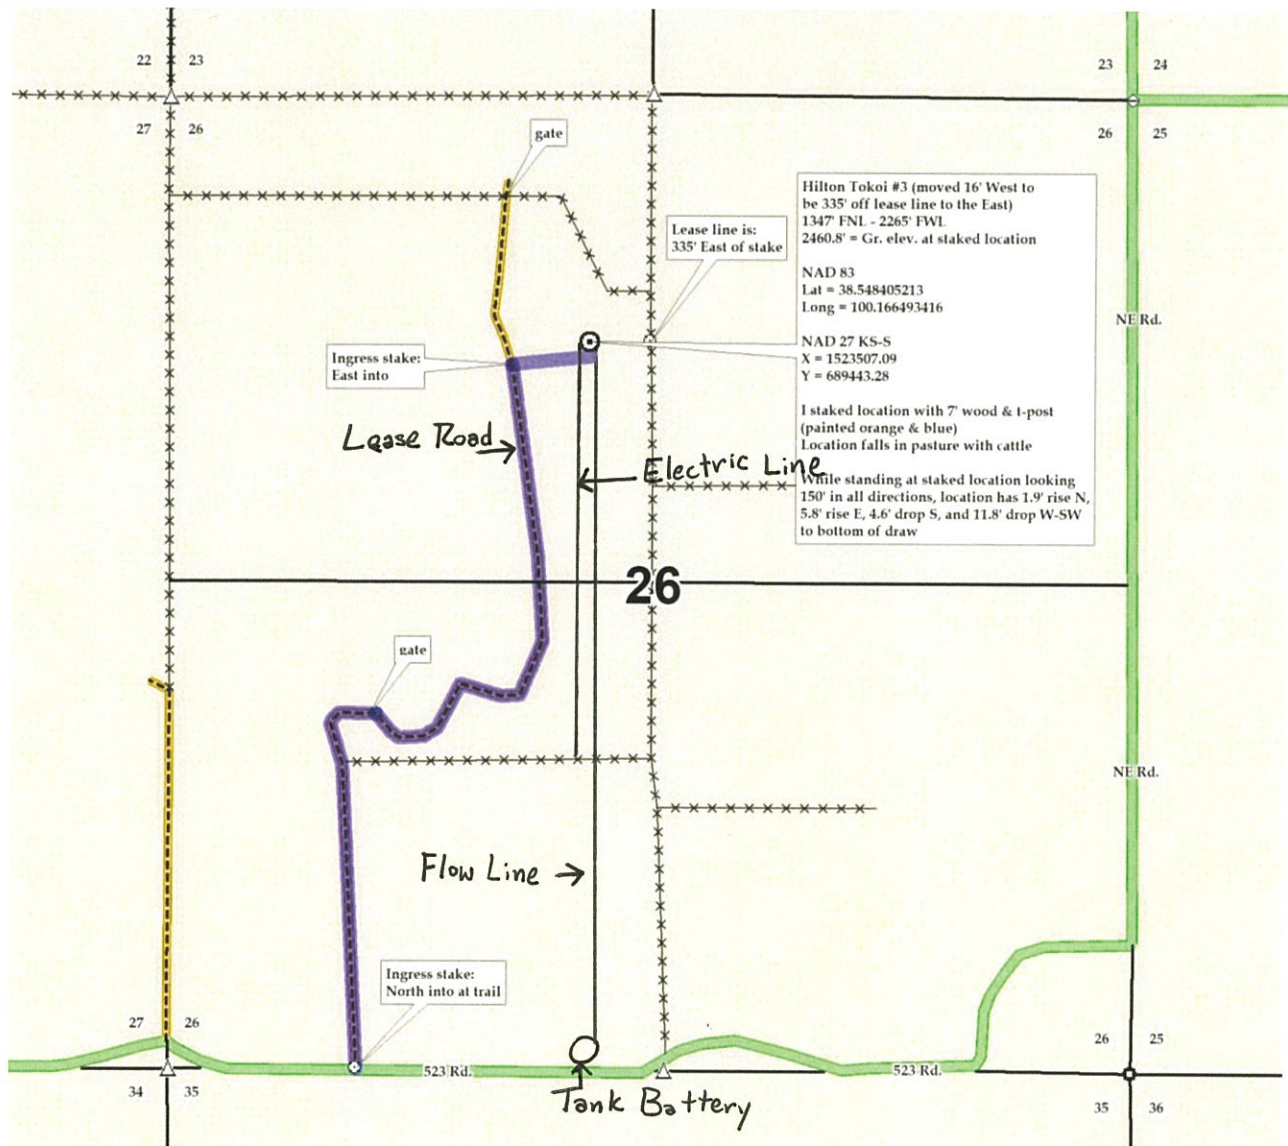 22 23
23 24
27 26
26 25
gate
Hilton Tokoi #3 (moved 16' West to
be 335' off lease line to the East)
1347' FNL - 2265' FWL
2460.8' = Gr. elev. at staked location
NAD 83
Lat = 38.548405213
Long = 100.166493416
NAD 27 KS-S
X = 1523507.09
Y = 689443.28
I staked location with 7' wood & t-post
(painted orange & blue)
Location falls in pasture with cattle
While standing at staked location looking
150' in all directions, location has 1.9' rise N,
5.8' rise E, 4.6' drop S, and 11.8' drop W-SW
to bottom of draw
Lease line is:
335' East of stake
NE Rd.
Ingress stake:
East into
Lease Road
Electric Line
26
gate
NE Rd.
Flow Line
Ingress stake:
North into at trail
27 26
26 25
523 Rd.
523 Rd.
34 35
35 36
Tank Battery